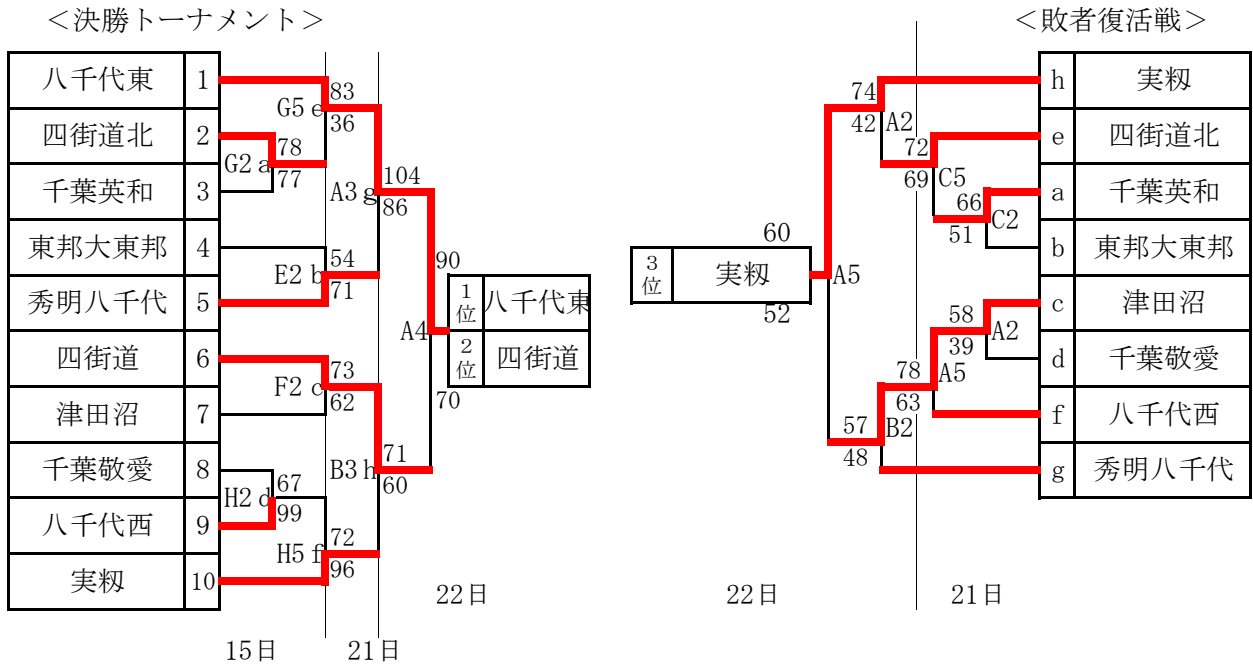 ＜決勝トーナメント＞
八千代東 1
四街道北 2
千葉英和 3
東邦大東邦 4
秀明八千代 5
四街道 6
津田沼 7
千葉敬愛 8
八千代西 9
実籾 10
G2 a
78
77
H2 d
67
99
G5 e
83
36
E2 b
54
71
F2 c
73
62
H5 f
72
96
A3 g
104
86
B3 h
71
60
A4
90
70
1位 八千代東
2位 四街道
15日
21日
22日
＜敗者復活戦＞
h 実籾
e 四街道北
a 千葉英和
b 東邦大東邦
c 津田沼
d 千葉敬愛
f 八千代西
g 秀明八千代
66
51
C2
58
39
A2
72
69
C5
78
63
A5
74
42
A2
57
48
B2
60
52
A5
3位 実籾
22日
21日